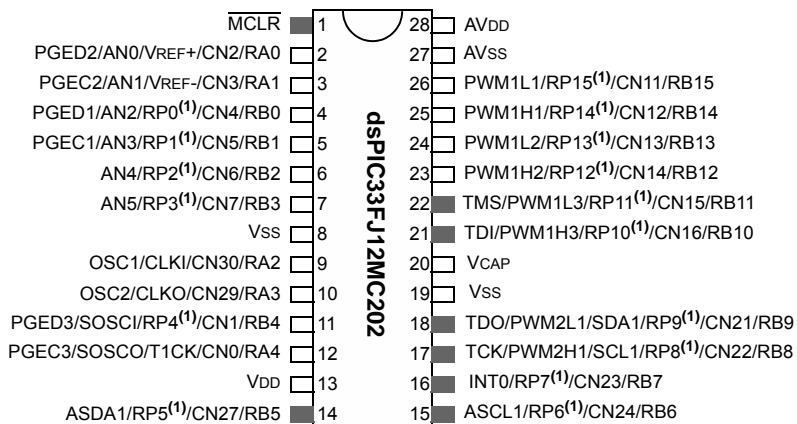 MCLR 1
PGED2/AN0/VREF+/CN2/RA0 2
PGEC2/AN1/VREF-/CN3/RA1 3
PGED1/AN2/RP0(1)/CN4/RB0 4
PGEC1/AN3/RP1(1)/CN5/RB1 5
AN4/RP2(1)/CN6/RB2 6
AN5/RP3(1)/CN7/RB3 7
VSS 8
OSC1/CLKI/CN30/RA2 9
OSC2/CLKO/CN29/RA3 10
PGED3/SOSCI/RP4(1)/CN1/RB4 11
PGEC3/SOSCO/T1CK/CN0/RA4 12
VDD 13
ASDA1/RP5(1)/CN27/RB5 14
dsPIC33FJ12MC202
28 AVDD
27 AVSS
26 PWM1L1/RP15(1)/CN11/RB15
25 PWM1H1/RP14(1)/CN12/RB14
24 PWM1L2/RP13(1)/CN13/RB13
23 PWM1H2/RP12(1)/CN14/RB12
22 TMS/PWM1L3/RP11(1)/CN15/RB11
21 TDI/PWM1H3/RP10(1)/CN16/RB10
20 VCAP
19 VSS
18 TDO/PWM2L1/SDA1/RP9(1)/CN21/RB9
17 TCK/PWM2H1/SCL1/RP8(1)/CN22/RB8
16 INT0/RP7(1)/CN23/RB7
15 ASCL1/RP6(1)/CN24/RB6